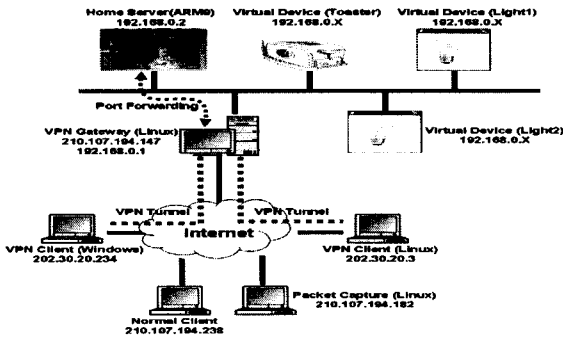 Home Server(ARM9)
192.168.0.2
Virtual Device (Toaster)
192.168.0.X
Virtual Device (Light1)
192.168.0.X
Port Forwarding
VPN Gateway (Linux)
210.107.194.147
192.168.0.1
Virtual Device (Light2)
192.168.0.X
VPN Tunnel
VPN Tunnel
Internet
VPN Client (Windows)
202.30.20.234
VPN Client (Linux)
202.30.20.3
Normal Client
210.107.194.238
Packet Capture (Linux)
210.107.194.182